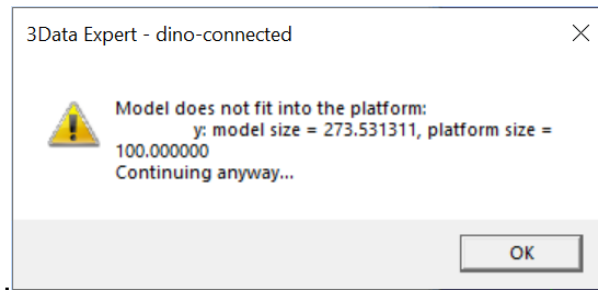 3Data Expert - dino-connected
Model does not fit into the platform:
y: model size = 273.531311, platform size =
100.000000
Continuing anyway...
OK
.